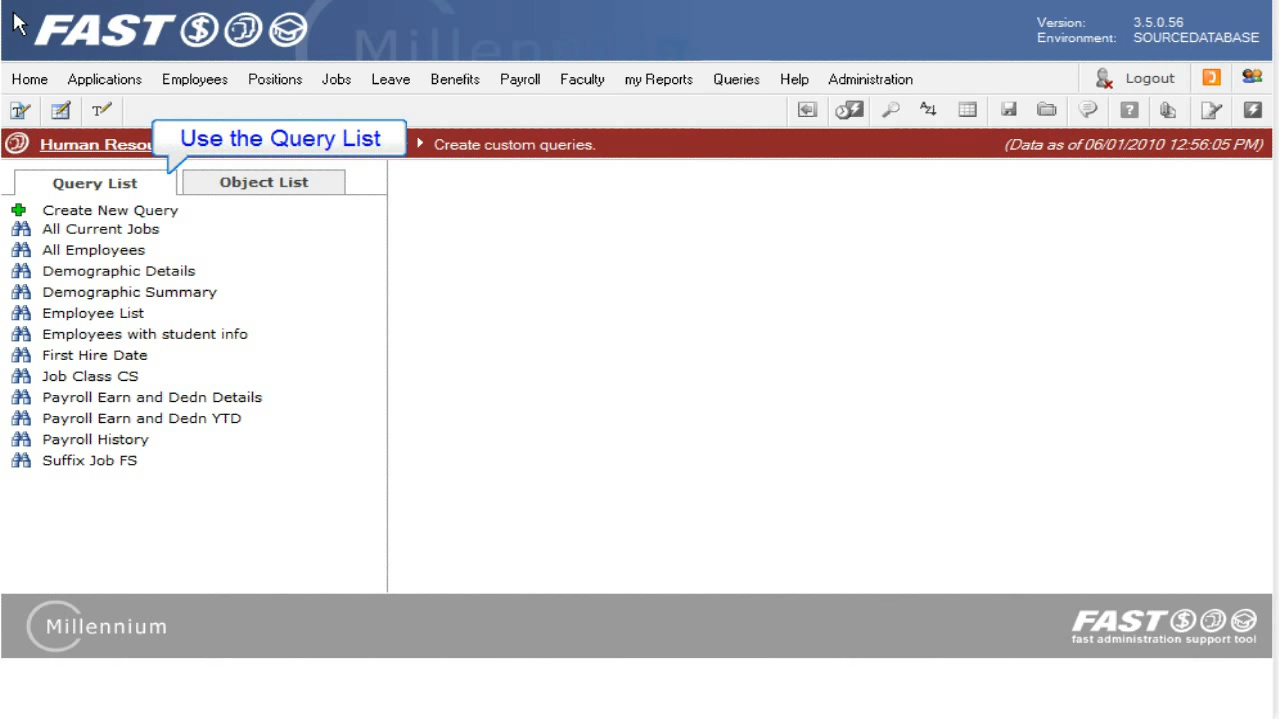 FAST
Millenn
Version: 3.5.0.56
Environment: SOURCEDATABASE
Home Applications Employees Positions Jobs Leave Benefits Payroll Faculty my Reports Queries Help Administration Logout
Human Resou
Use the Query List
Create custom queries.
(Data as of 06/01/2010 12:56:05 PM)
Query List Object List
Create New Query
All Current Jobs
All Employees
Demographic Details
Demographic Summary
Employee List
Employees with student info
First Hire Date
Job Class CS
Payroll Earn and Dedn Details
Payroll Earn and Dedn YTD
Payroll History
Suffix Job FS
Millennium
FAST
fast administration support tool